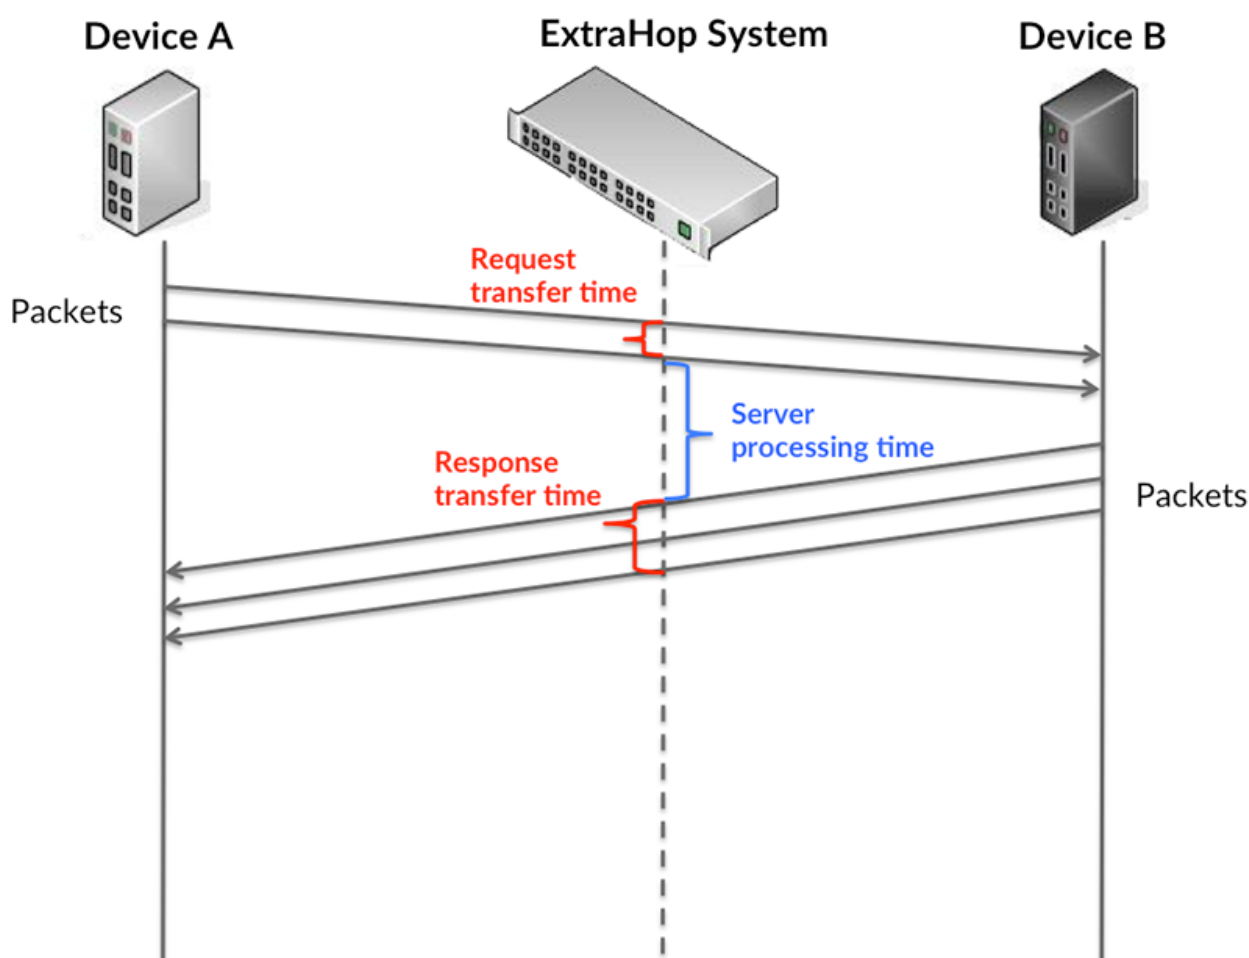 Device A
ExtraHop System
Device B
Request
transfer time
Packets
Server
processing time
Response
transfer time
Packets